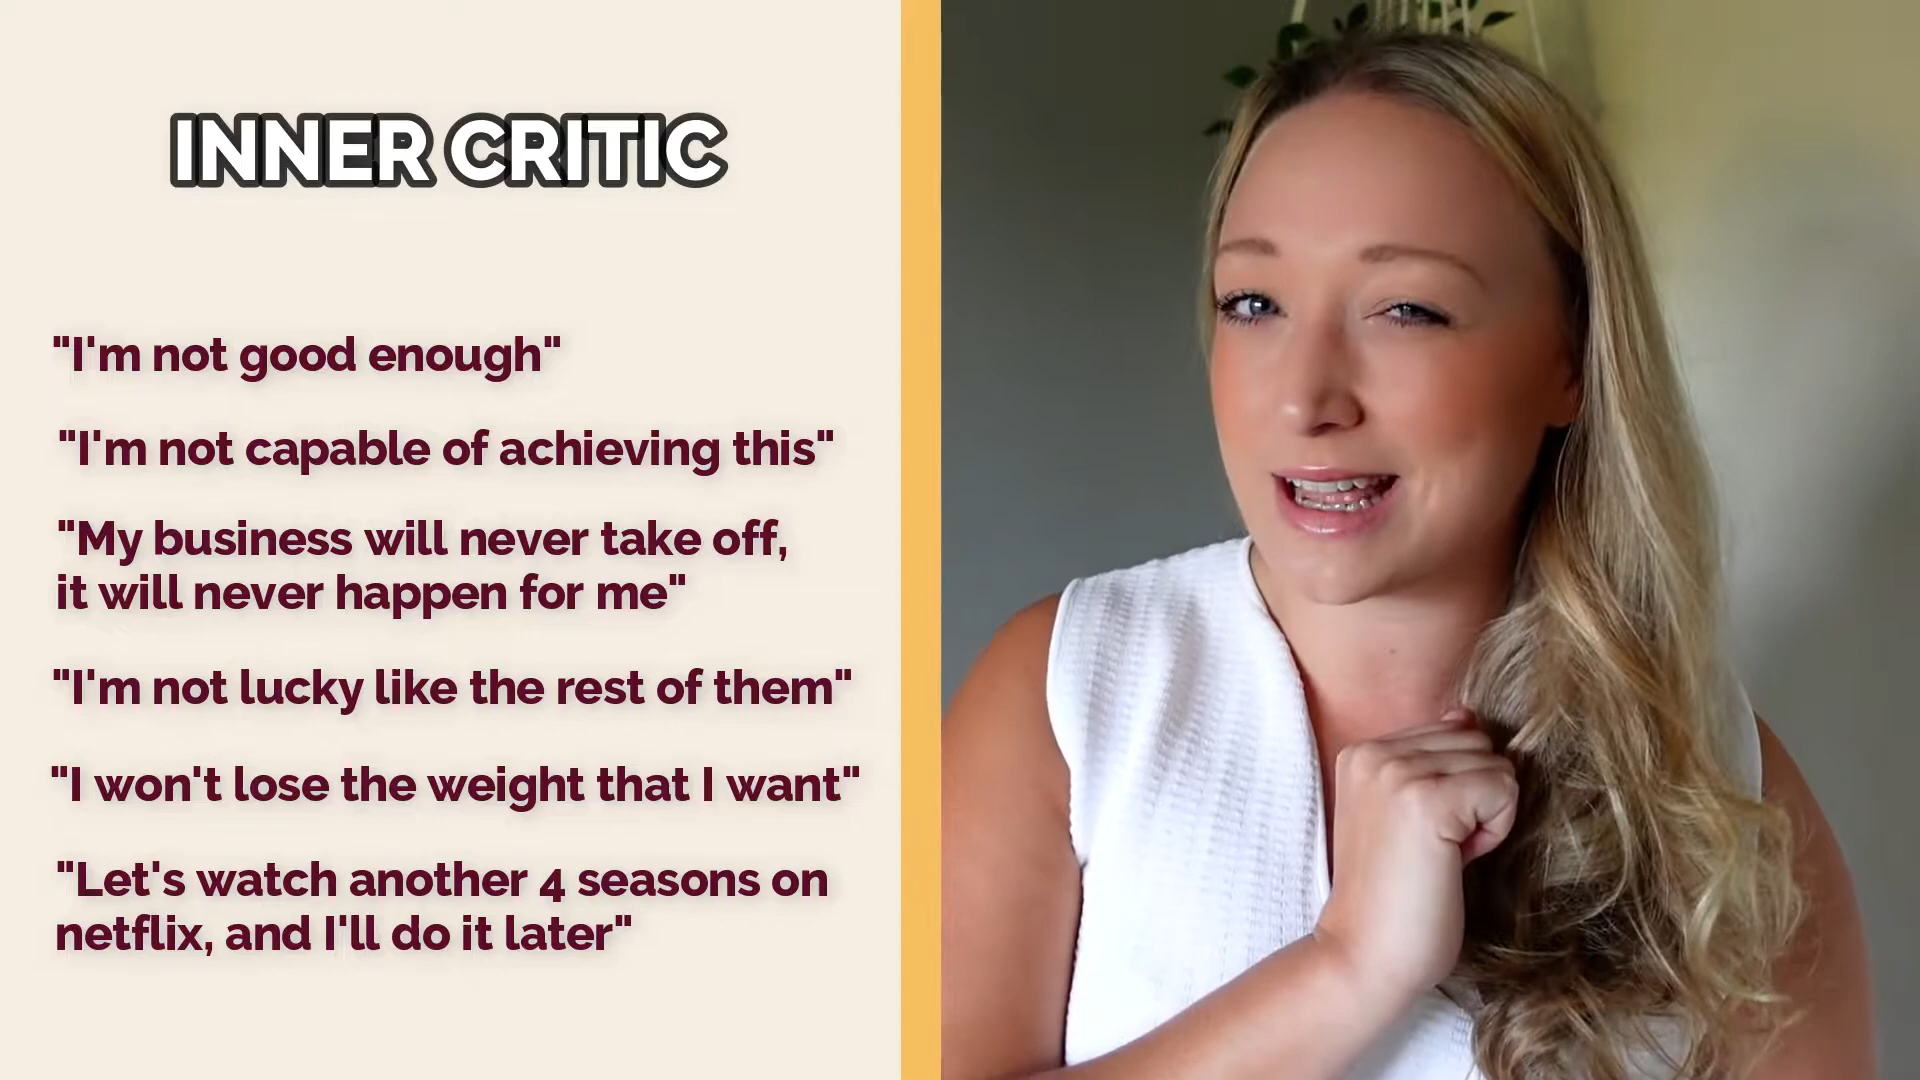 INNER CRITIC
"I'm not good enough"
"I'm not capable of achieving this"
"My business will never take off,
it will never happen for me"
"I'm not lucky like the rest of them"
"I won't lose the weight that I want"
"Let's watch another 4 seasons on
netflix, and I'll do it later"